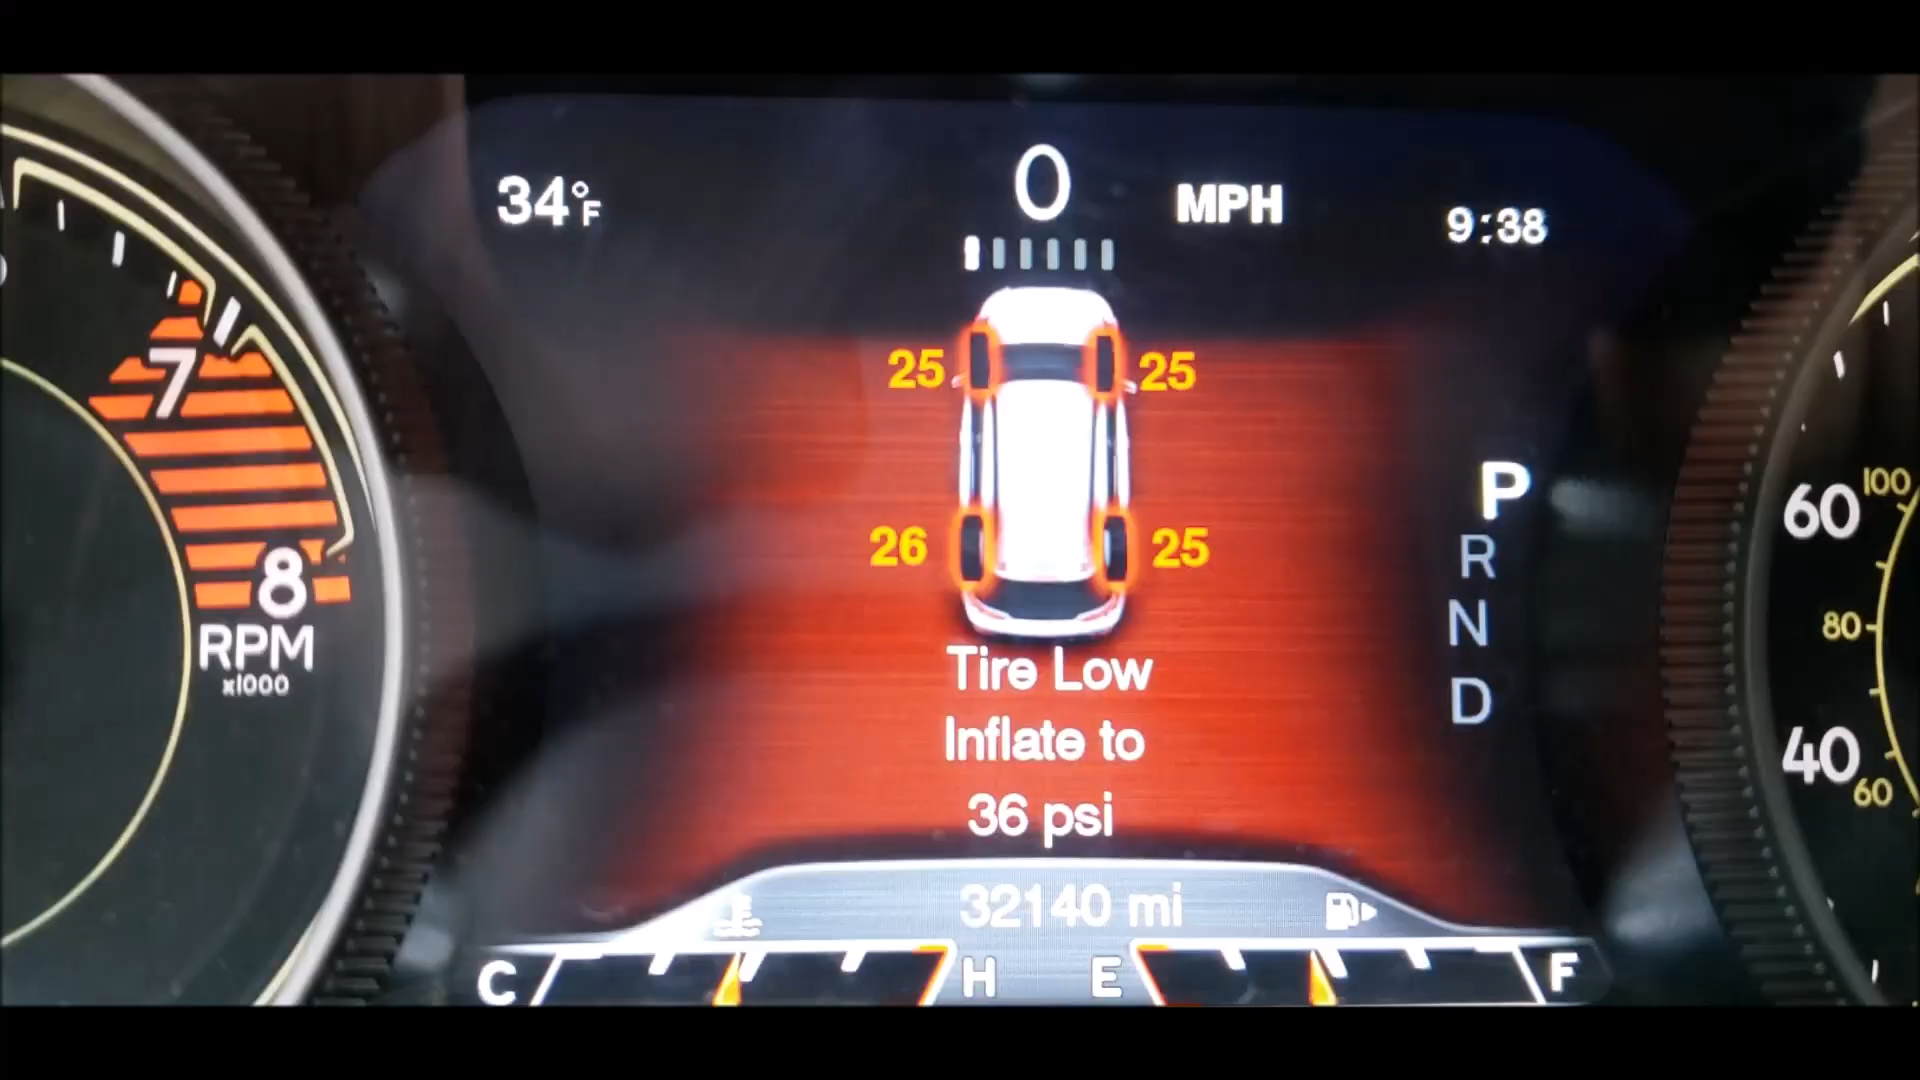 34°F
0 MPH
9:38
25 25
26 25
Tire Low
Inflate to
36 psi
32140 mi
C H E F
P
R
N
D
7
8
RPM
x1000
60
100
80
40
60